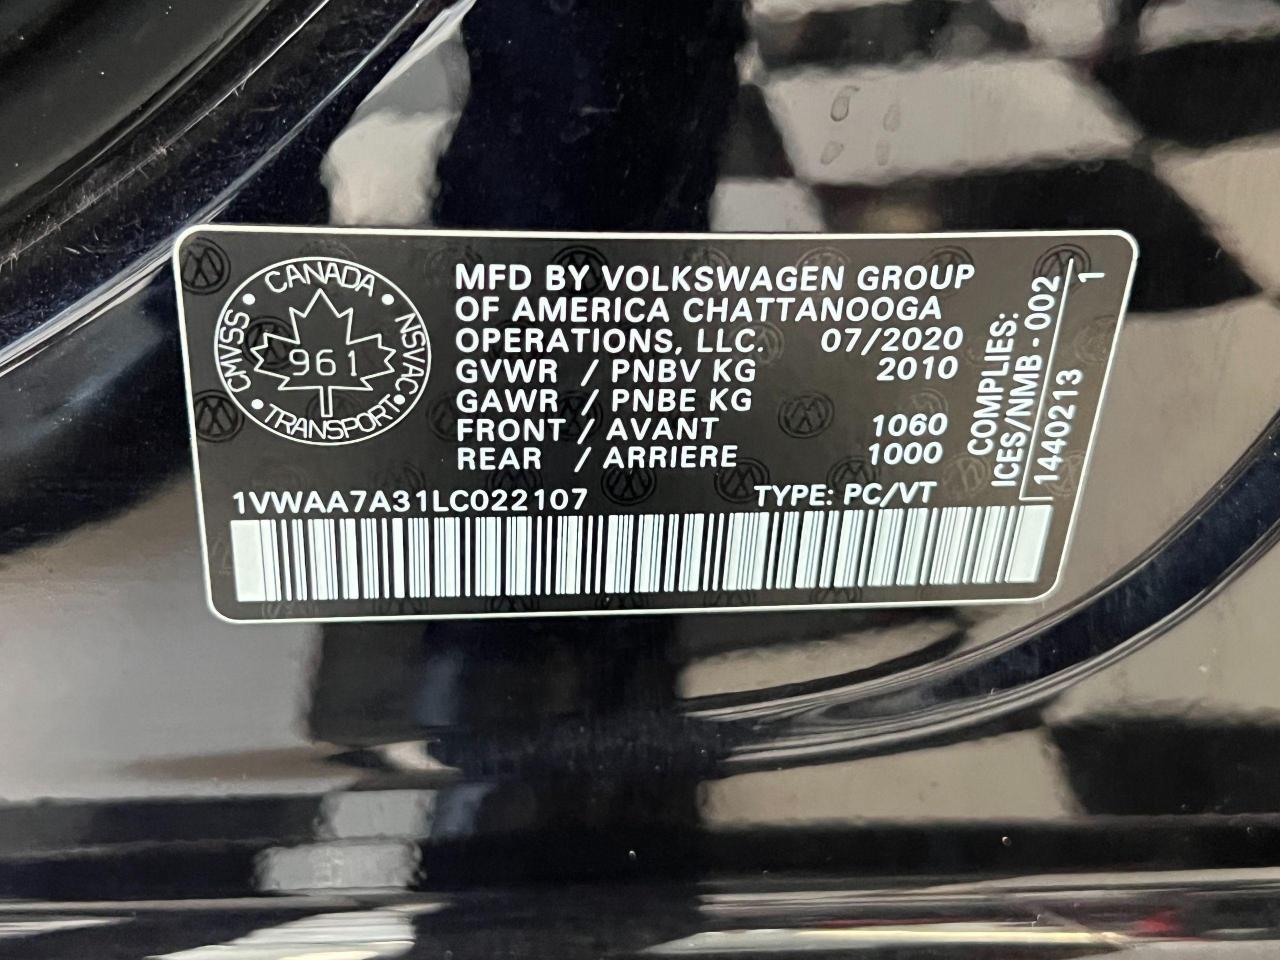 CANADA
CMVSS
NSVAC
961
TRANSPORT
MFD BY VOLKSWAGEN GROUP
OF AMERICA CHATTANOOGA
OPERATIONS, LLC. 07/2020
GVWR / PNBV KG 2010
GAWR / PNBE KG
FRONT / AVANT 1060
REAR / ARRIERE 1000
1VWAA7A31LC022107 TYPE: PC/VT
COMPLIES:
ICES/NMB - 002
1440213 1